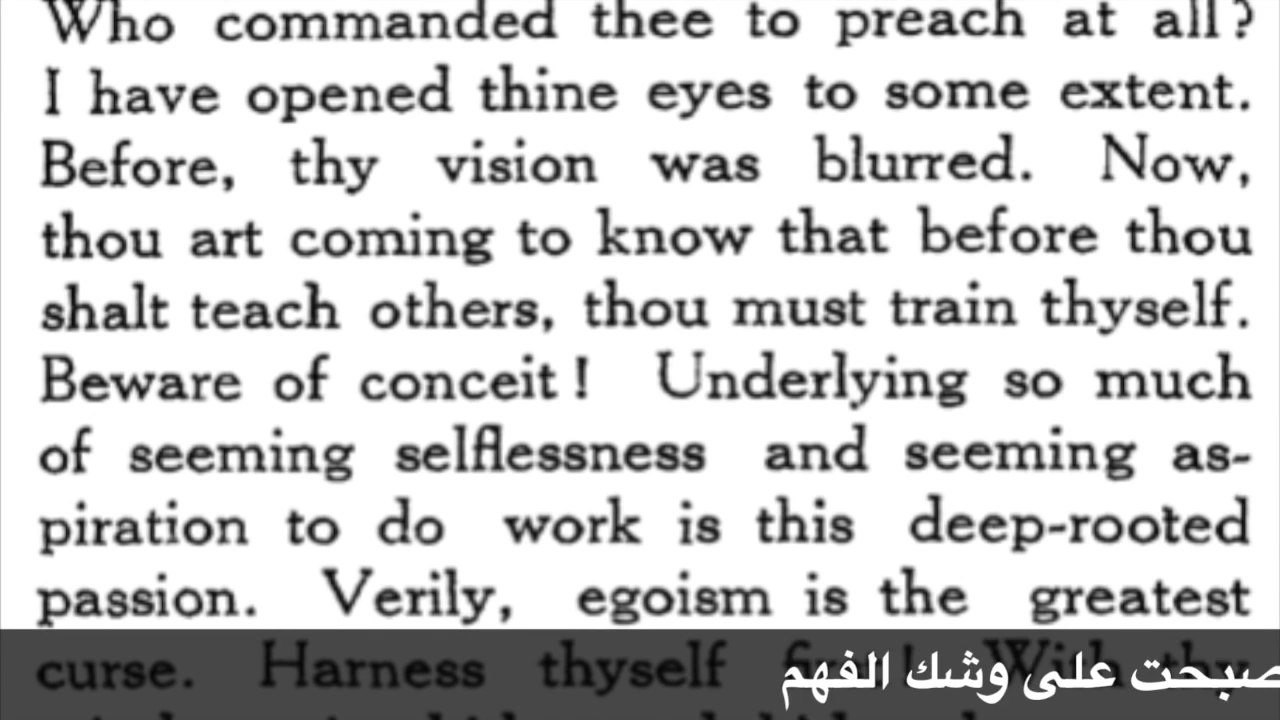 Who commanded thee to preach at all?
I have opened thine eyes to some extent.
Before, thy vision was blurred. Now,
thou art coming to know that before thou
shalt teach others, thou must train thyself.
Beware of conceit! Underlying so much
of seeming selflessness and seeming as-
piration to do work is this deep-rooted
passion. Verily, egoism is the greatest
curse. Harness thyself With thy
على وشك الفهم